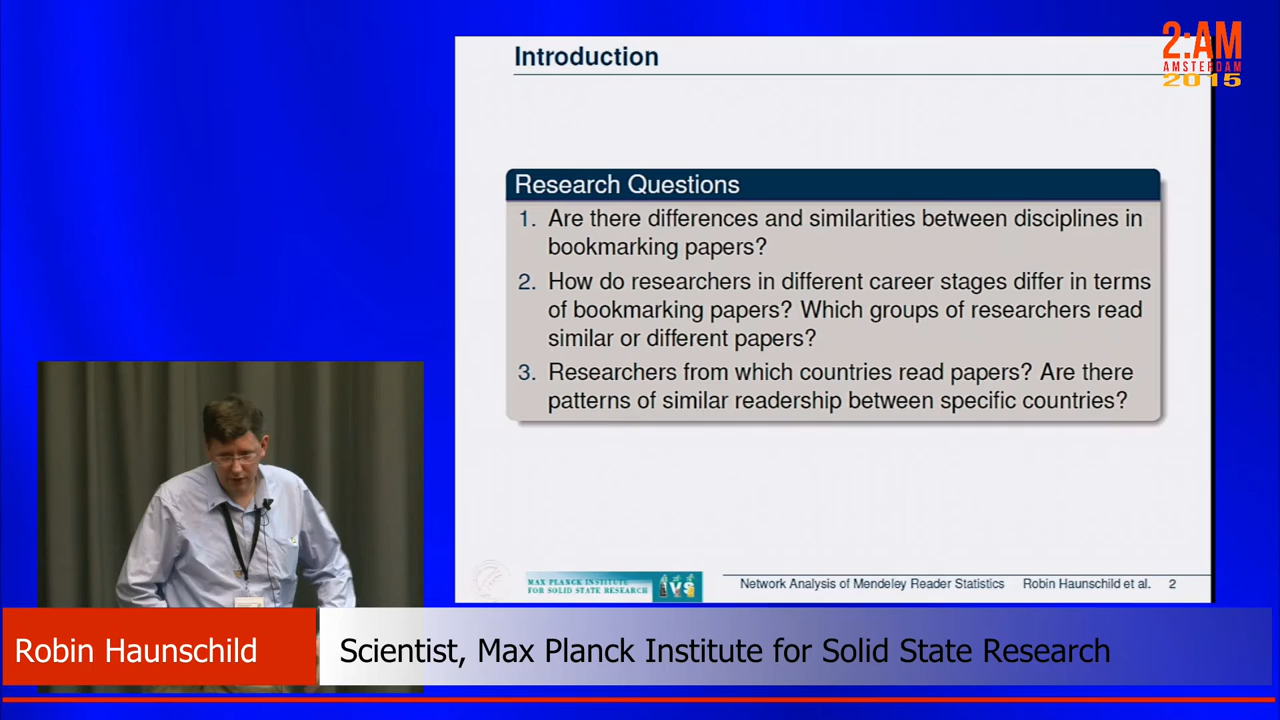 2:AM
AMSTERDAM
2015
Introduction
Research Questions
1. Are there differences and similarities between disciplines in
bookmarking papers?
2. How do researchers in different career stages differ in terms
of bookmarking papers? Which groups of researchers read
similar or different papers?
3. Researchers from which countries read papers? Are there
patterns of similar readership between specific countries?
MAX PLANCK INSTITUTE
FOR SOLID STATE RESEARCH
IVS
Network Analysis of Mendeley Reader Statistics Robin Haunschild et al. 2
Robin Haunschild
Scientist, Max Planck Institute for Solid State Research